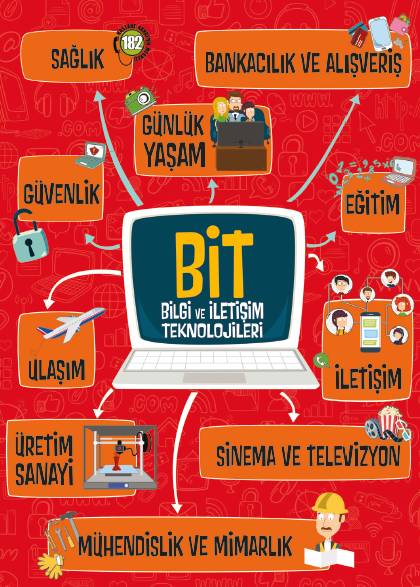 SAĞLIK
182
BANKACILIK VE ALIŞVERİŞ
GÜNLÜK
YAŞAM
GÜVENLİK
EĞİTİM
BİT
BİLGİ VE İLETİŞİM
TEKNOLOJİLERİ
ULAŞIM
İLETİŞİM
ÜRETİM
SANAYİ
SİNEMA VE TELEVİZYON
MÜHENDİSLİK VE MİMARLIK